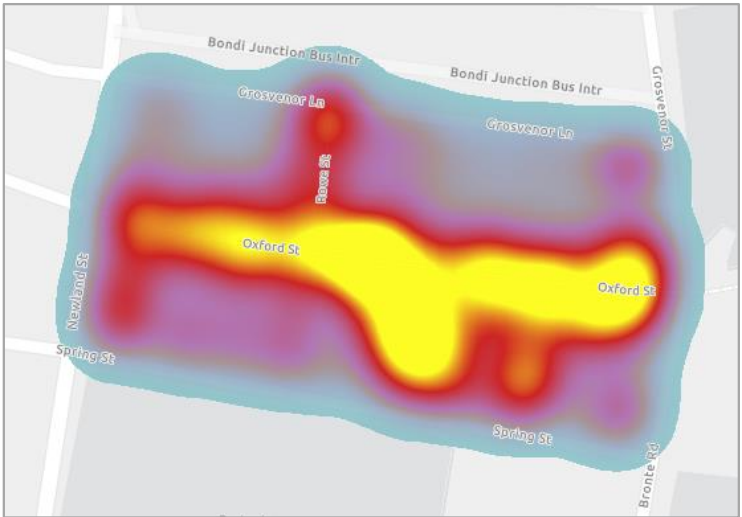 Bondi Junction Bus Intr
Bondi Junction Bus Intr
Grosvenor Ln
Grosvenor Ln
Grosvenor St
Rowe St
Oxford St
Oxford St
Newland St
Spring St
Spring St
Bronte Rd